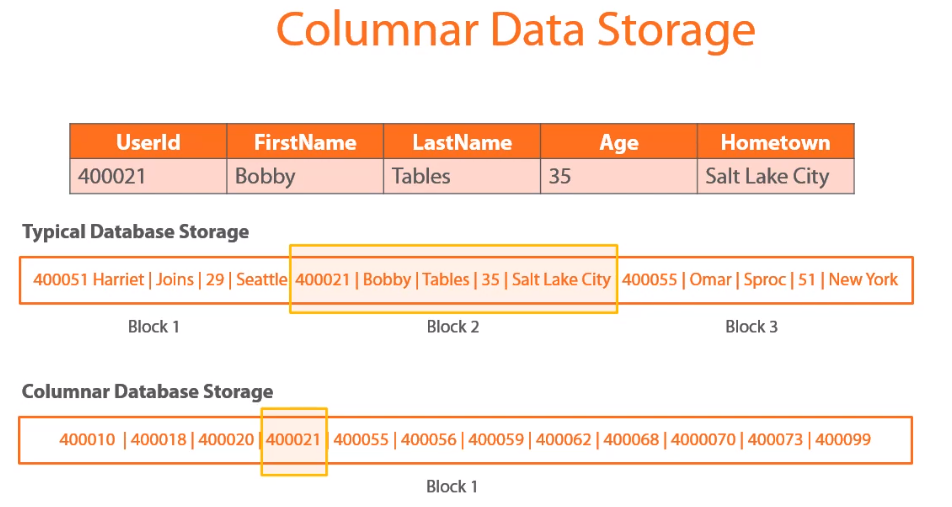 Columnar Data Storage
UserId FirstName LastName Age Hometown
400021 Bobby Tables 35 Salt Lake City
Typical Database Storage
400051 Harriet | Joins | 29 | Seattle 400021 | Bobby | Tables | 35 | Salt Lake City 400055 | Omar | Sproc | 51 | New York
Block 1 Block 2 Block 3
Columnar Database Storage
400010 | 400018 | 400020 | 400021 | 400055 | 400056 | 400059 | 400062 | 400068 | 4000070 | 400073 | 400099
Block 1